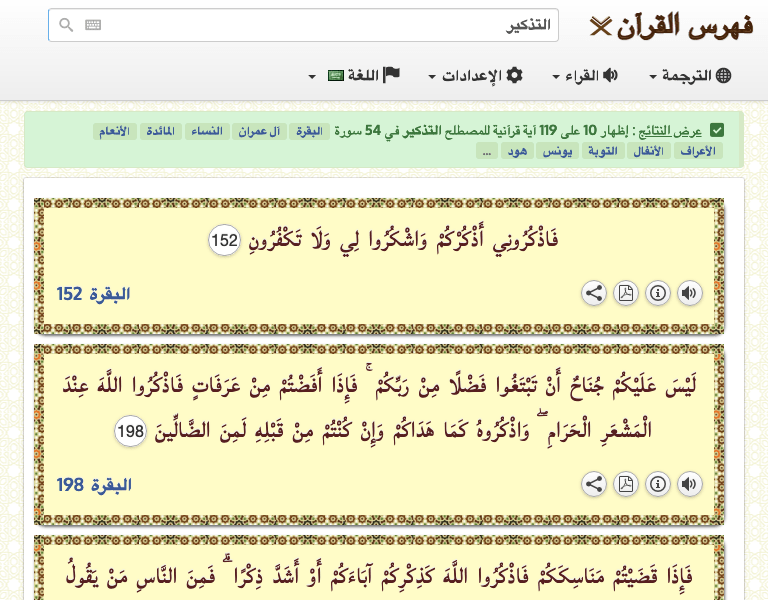 فهرس القرآن
التذكير
الترجمة القراء الإعدادات اللغة
عرض النتائج : إظهار 10 على 119 آية قرآنية للمصطلح التذكير في 54 سورة البقرة آل عمران النساء المائدة الأنعام
الأعراف الأنفال التوبة يونس هود ...
فَاذْكُرُونِي أَذْكُرْكُمْ وَاشْكُرُوا لِي وَلَا تَكْفُرُونِ 152
البقرة 152
لَيْسَ عَلَيْكُمْ جُنَاحٌ أَنْ تَبْتَغُوا فَضْلًا مِنْ رَبِّكُمْ ۚ فَإِذَا أَفَضْتُمْ مِنْ عَرَفَاتٍ فَاذْكُرُوا اللَّهَ عِنْدَ
الْمَشْعَرِ الْحَرَامِ ۖ وَاذْكُرُوهُ كَمَا هَدَاكُمْ وَإِنْ كُنْتُمْ مِنْ قَبْلِهِ لَمِنَ الضَّالِّينَ 198
البقرة 198
فَإِذَا قَضَيْتُمْ مَنَاسِكَكُمْ فَاذْكُرُوا اللَّهَ كَذِكْرِكُمْ آبَاءَكُمْ أَوْ أَشَدَّ ذِكْرًا ۗ فَمِنَ النَّاسِ مَنْ يَقُولُ